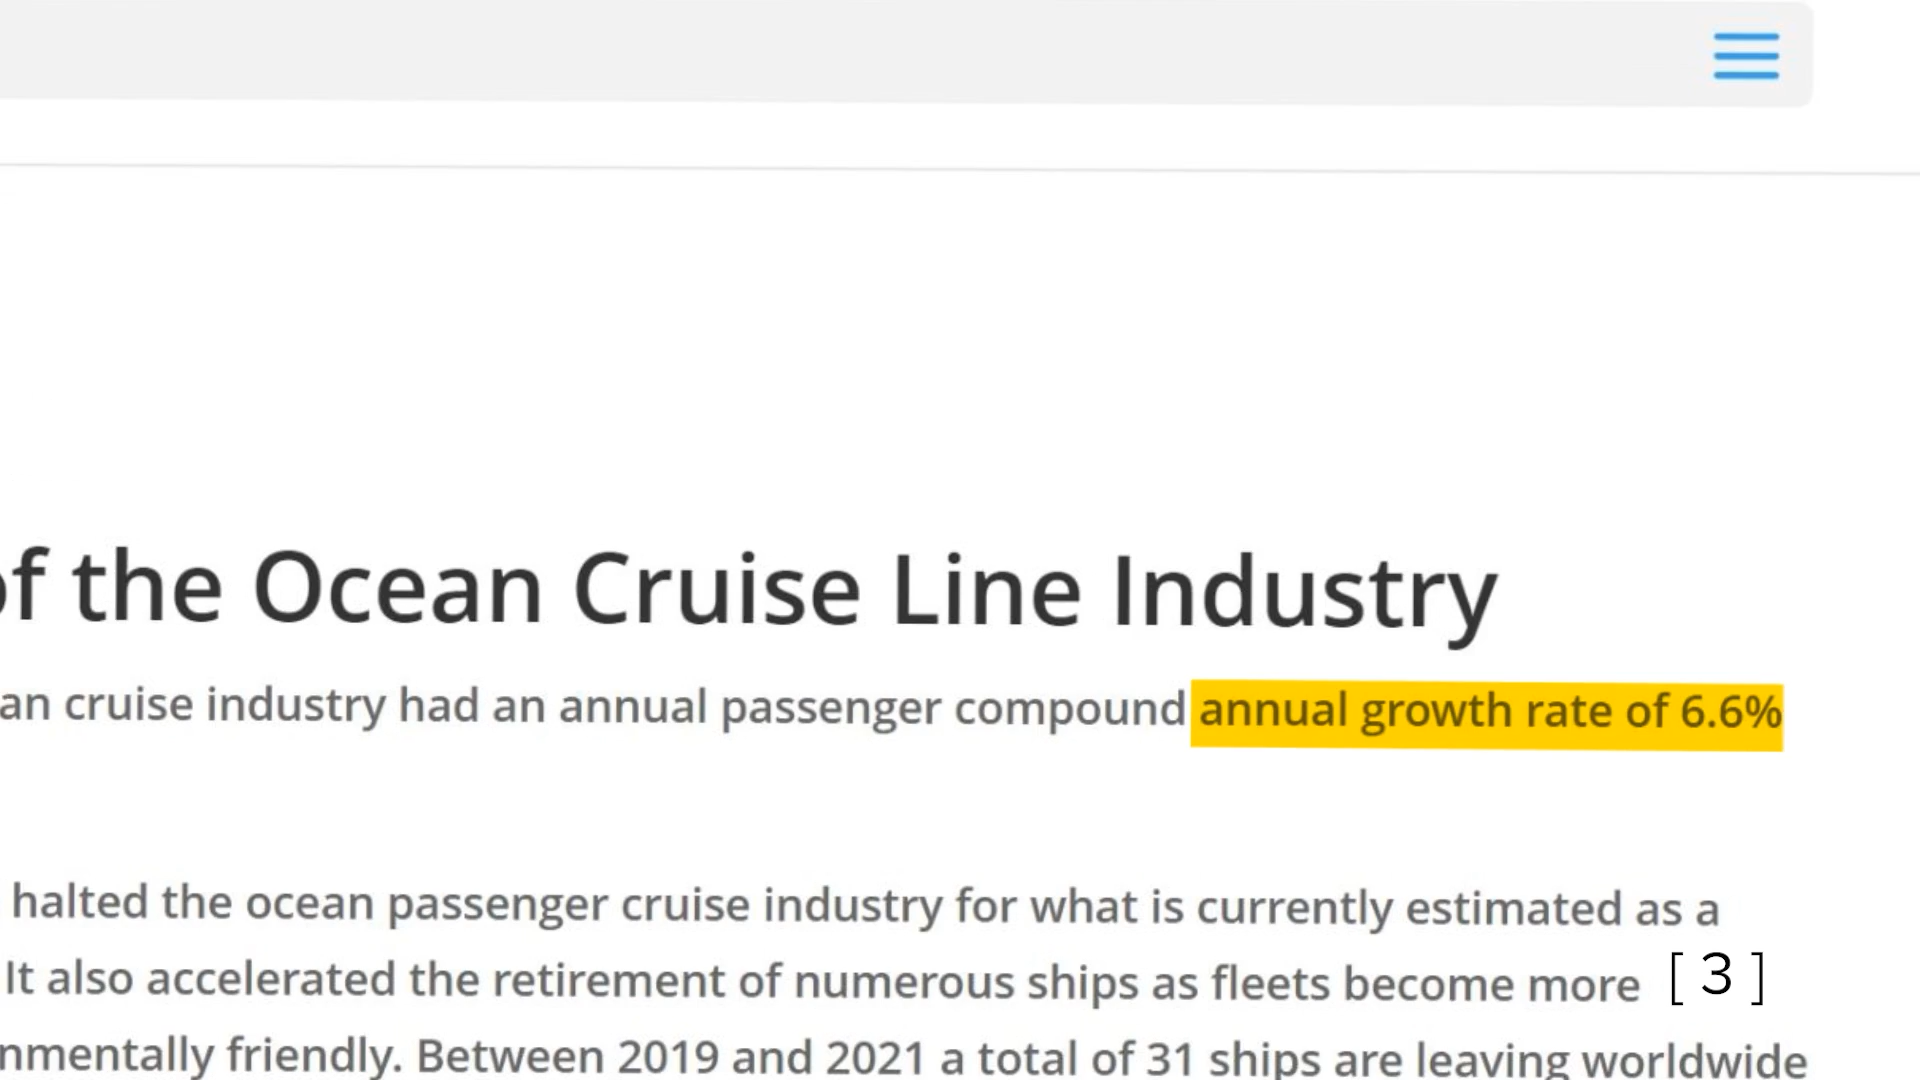 of the Ocean Cruise Line Industry
an cruise industry had an annual passenger compound annual growth rate of 6.6%
halted the ocean passenger cruise industry for what is currently estimated as a
It also accelerated the retirement of numerous ships as fleets become more
[ 3 ]
nmentally friendly. Between 2019 and 2021 a total of 31 ships are leaving worldwide